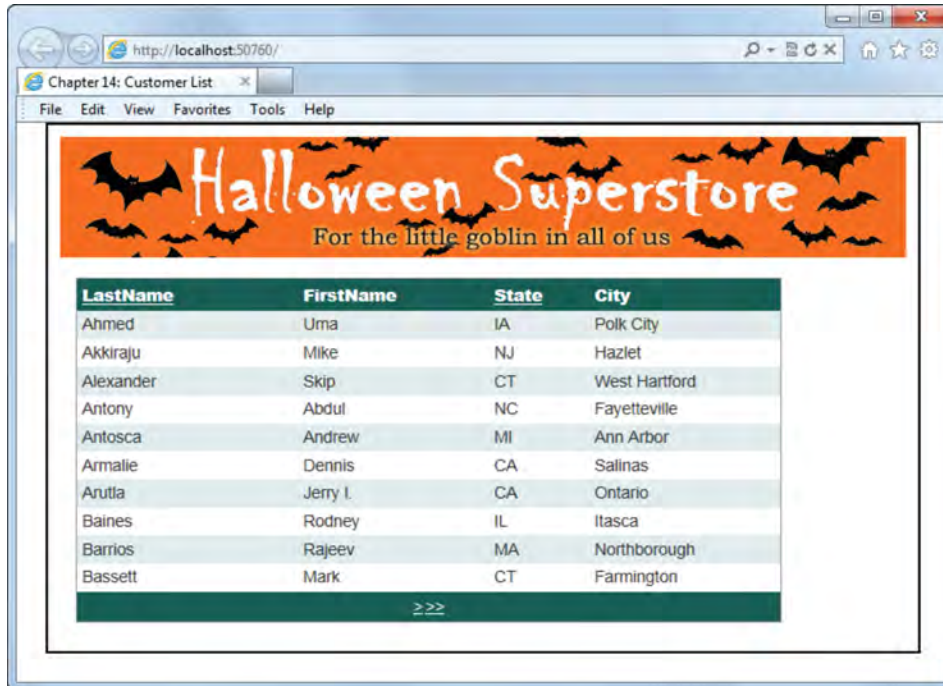 http://localhost:50760/
Chapter 14: Customer List
File Edit View Favorites Tools Help
Halloween Superstore
For the little goblin in all of us
LastName FirstName State City
Ahmed Uma IA Polk City
Akkiraju Mike NJ Hazlet
Alexander Skip CT West Hartford
Antony Abdul NC Fayetteville
Antosca Andrew MI Ann Arbor
Armalie Dennis CA Salinas
Arutla Jerry I. CA Ontario
Baines Rodney IL Itasca
Barrios Rajeev MA Northborough
Bassett Mark CT Farmington
> >>